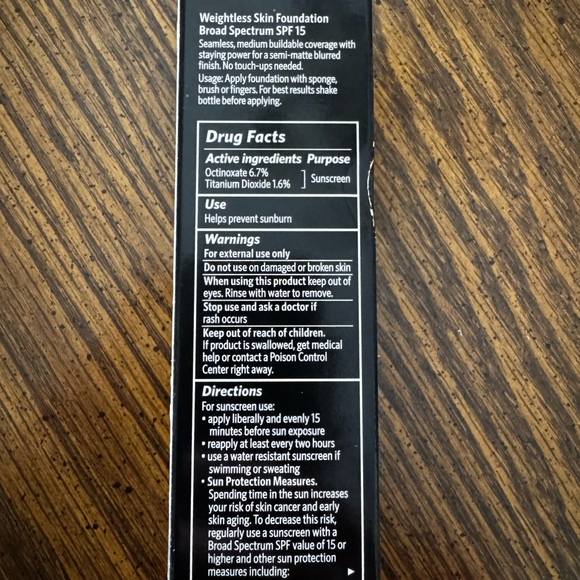 Weightless Skin Foundation
Broad Spectrum SPF 15
Seamless, medium buildable coverage with
staying power for a semi-matte blurred
finish. No touch-ups needed.
Usage: Apply foundation with sponge,
brush or fingers. For best results shake
bottle before applying.
Drug Facts
Active ingredients Purpose
Octinoxate 6.7%
Titanium Dioxide 1.6% ] Sunscreen
Use
Helps prevent sunburn
Warnings
For external use only
Do not use on damaged or broken skin
When using this product keep out of
eyes. Rinse with water to remove.
Stop use and ask a doctor if
rash occurs
Keep out of reach of children.
If product is swallowed, get medical
help or contact a Poison Control
Center right away.
Directions
For sunscreen use:
• apply liberally and evenly 15
minutes before sun exposure
• reapply at least every two hours
• use a water resistant sunscreen if
swimming or sweating
• Sun Protection Measures.
Spending time in the sun increases
your risk of skin cancer and early
skin aging. To decrease this risk,
regularly use a sunscreen with a
Broad Spectrum SPF value of 15 or
higher and other sun protection
measures including: